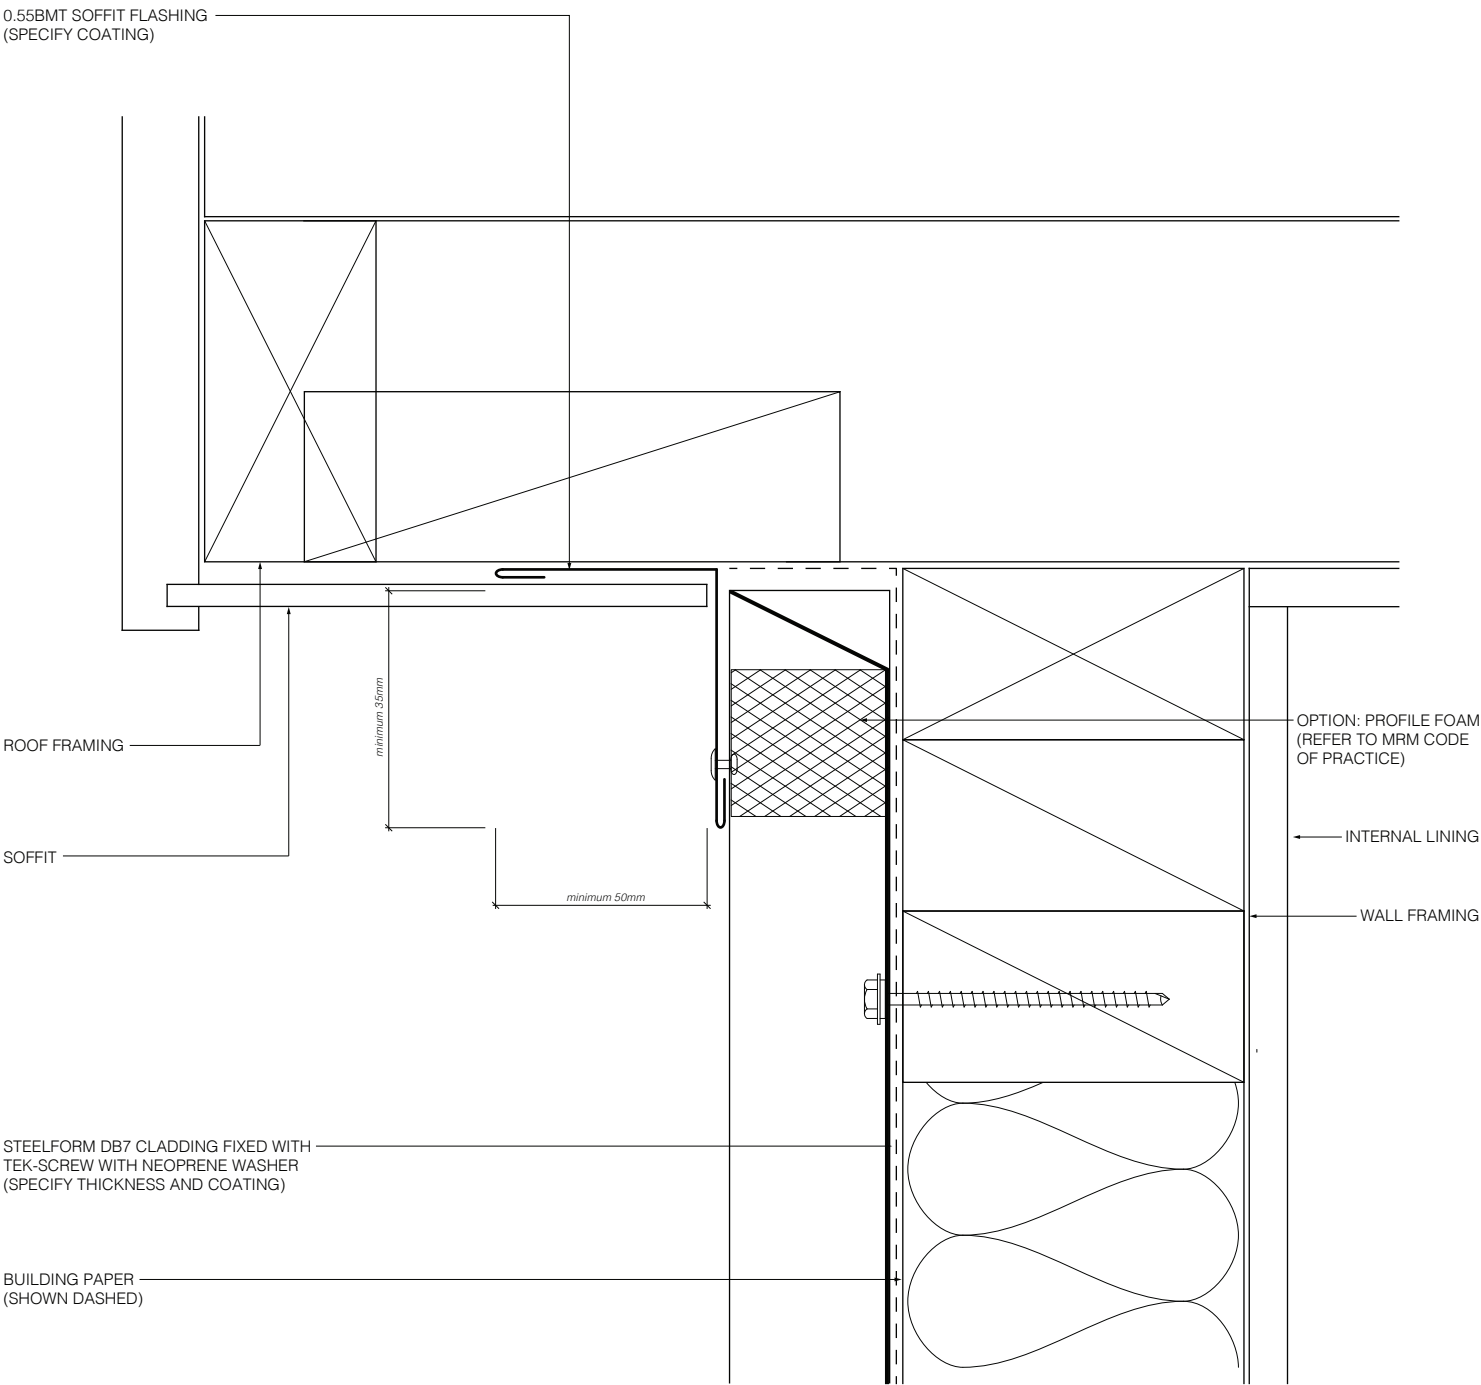 0.55BMT SOFFIT FLASHING
(SPECIFY COATING)
minimum 35mm
ROOF FRAMING
OPTION: PROFILE FOAM
(REFER TO MRM CODE
OF PRACTICE)
INTERNAL LINING
SOFFIT
minimum 50mm
WALL FRAMING
STEELFORM DB7 CLADDING FIXED WITH
TEK-SCREW WITH NEOPRENE WASHER
(SPECIFY THICKNESS AND COATING)
BUILDING PAPER
(SHOWN DASHED)